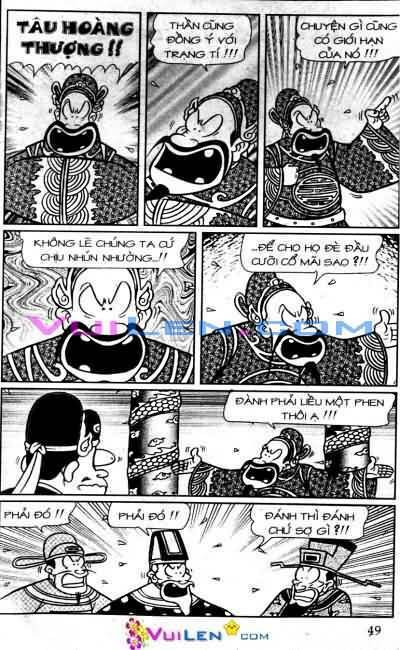 TÂU HOÀNG
THƯỢNG !!
THẦN CŨNG
ĐỒNG Ý VỚI
TRẠNG TÍ !!!
CHUYỆN GÌ CŨNG
CÓ GIỚI HẠN
CỦA NÓ !!!
KHÔNG LẼ CHÚNG TA CỨ
CHỊU NHÚN NHƯỜNG..!!
..ĐỂ CHO HỌ ĐÈ ĐẦU
CƯỠI CỔ MÃI SAO ?!!!
VUILEN.COM
ĐÀNH PHẢI LIỀU MỘT PHEN
THÔI Ạ !!!
PHẢI ĐÓ !!
PHẢI ĐÓ !!
ĐÁNH THÌ ĐÁNH
CHỨ SỢ GÌ ?!!!
49
VUILEN.COM